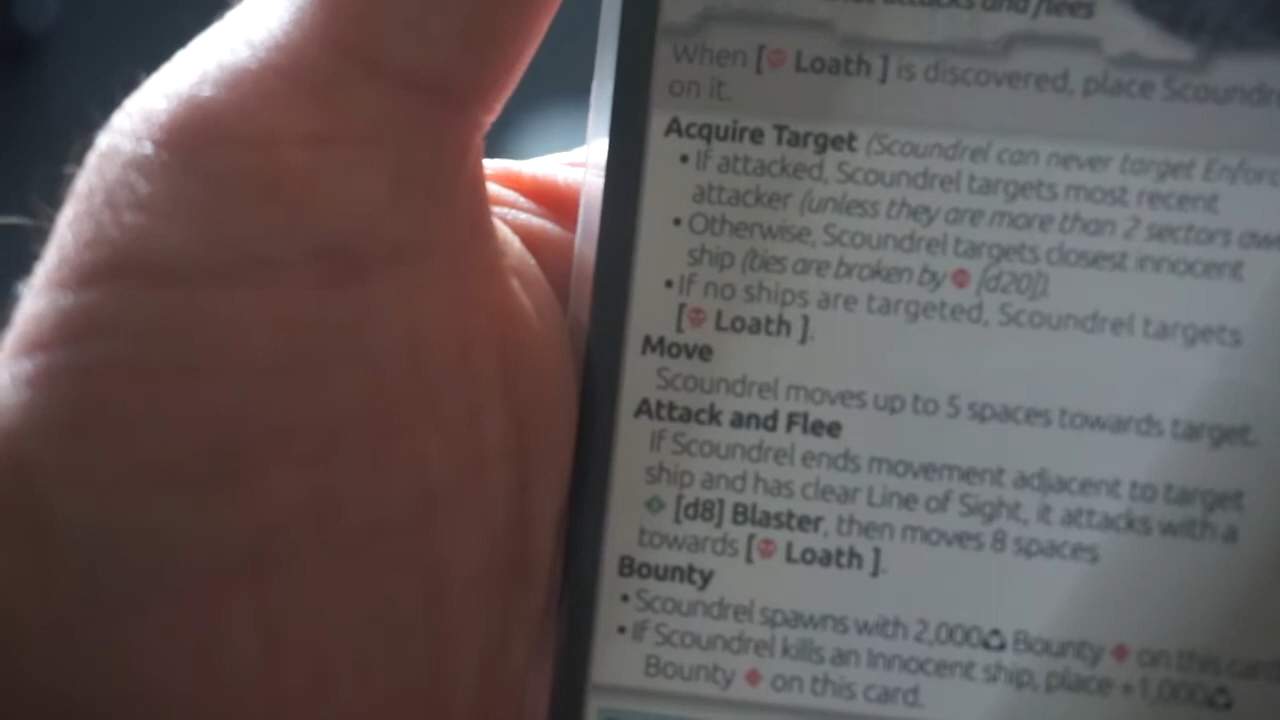 attacks and flees
When [ Loath ] is discovered, place Scoundr
on it.
Acquire Target (Scoundrel can never target Enforc
• If attacked, Scoundrel targets most recent
attacker (unless they are more than 2 sectors aw
• Otherwise, Scoundrel targets closest innocent
ship (ties are broken by [d20]).
• If no ships are targeted, Scoundrel targets
[ Loath ].
Move
Scoundrel moves up to 5 spaces towards target.
Attack and Flee
If Scoundrel ends movement adjacent to target
ship and has clear Line of Sight, it attacks with a
[d8] Blaster, then moves 8 spaces
towards [ Loath ].
Bounty
• Scoundrel spawns with 2,000 Bounty on this card
• If Scoundrel kills an Innocent ship, place +1,000
Bounty on this card.